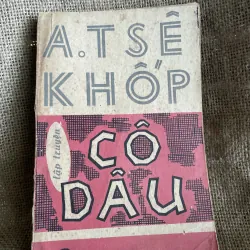 A. TSÊ
KHỐP
tập truyện
CÔ
DÂU